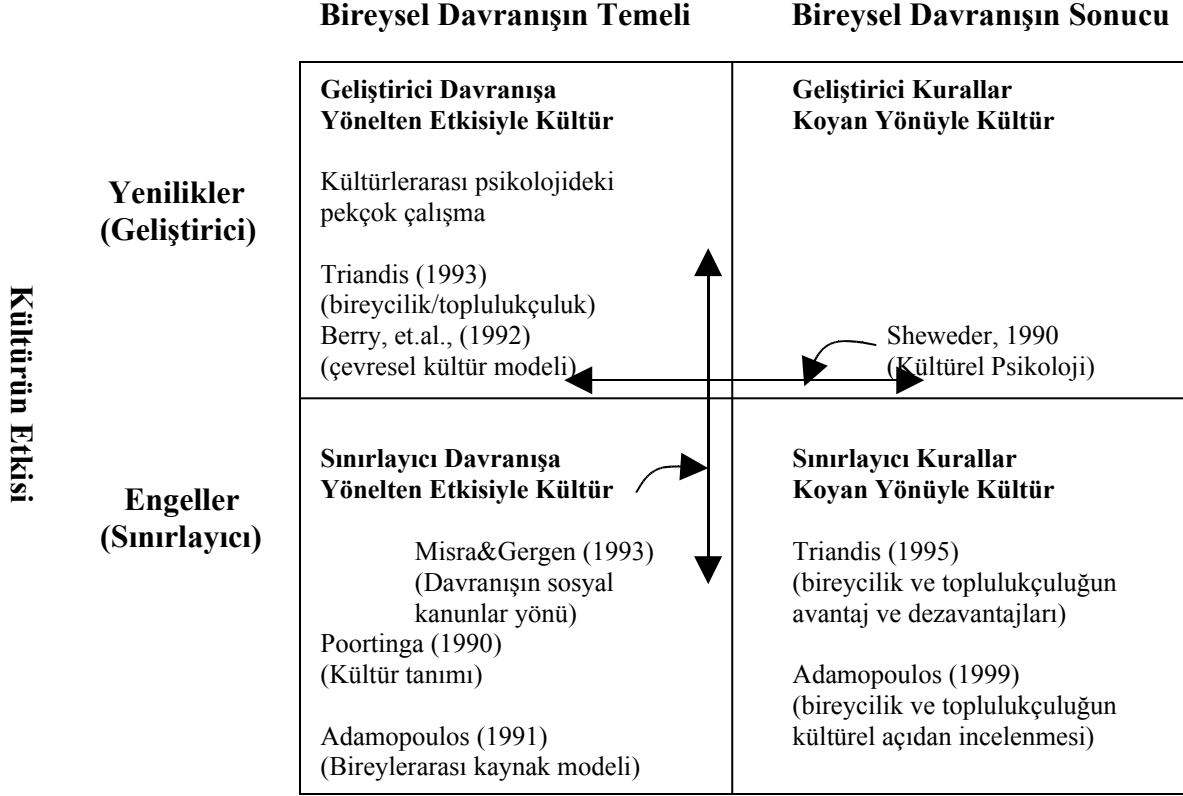 Bireysel Davranışın Temeli
Bireysel Davranışın Sonucu
Kültürün Etkisi
Yenilikler
(Geliştirici)
Geliştirici Davranışa
Yönelten Etkisiyle Kültür
Kültürlerarası psikolojideki
pekçok çalışma
Triandis (1993)
(bireycilik/toplulukçuluk)
Berry, et.al., (1992)
(çevresel kültür modeli)
Geliştirici Kurallar
Koyan Yönüyle Kültür
Sheweder, 1990
(Kültürel Psikoloji)
Engeller
(Sınırlayıcı)
Sınırlayıcı Davranışa
Yönelten Etkisiyle Kültür
Misra&Gergen (1993)
(Davranışın sosyal
kanunlar yönü)
Poortinga (1990)
(Kültür tanımı)
Adamopoulos (1991)
(Bireylerarası kaynak modeli)
Sınırlayıcı Kurallar
Koyan Yönüyle Kültür
Triandis (1995)
(bireycilik ve toplulukçuluğun
avantaj ve dezavantajları)
Adamopoulos (1999)
(bireycilik ve toplulukçuluğun
kültürel açıdan incelenmesi)